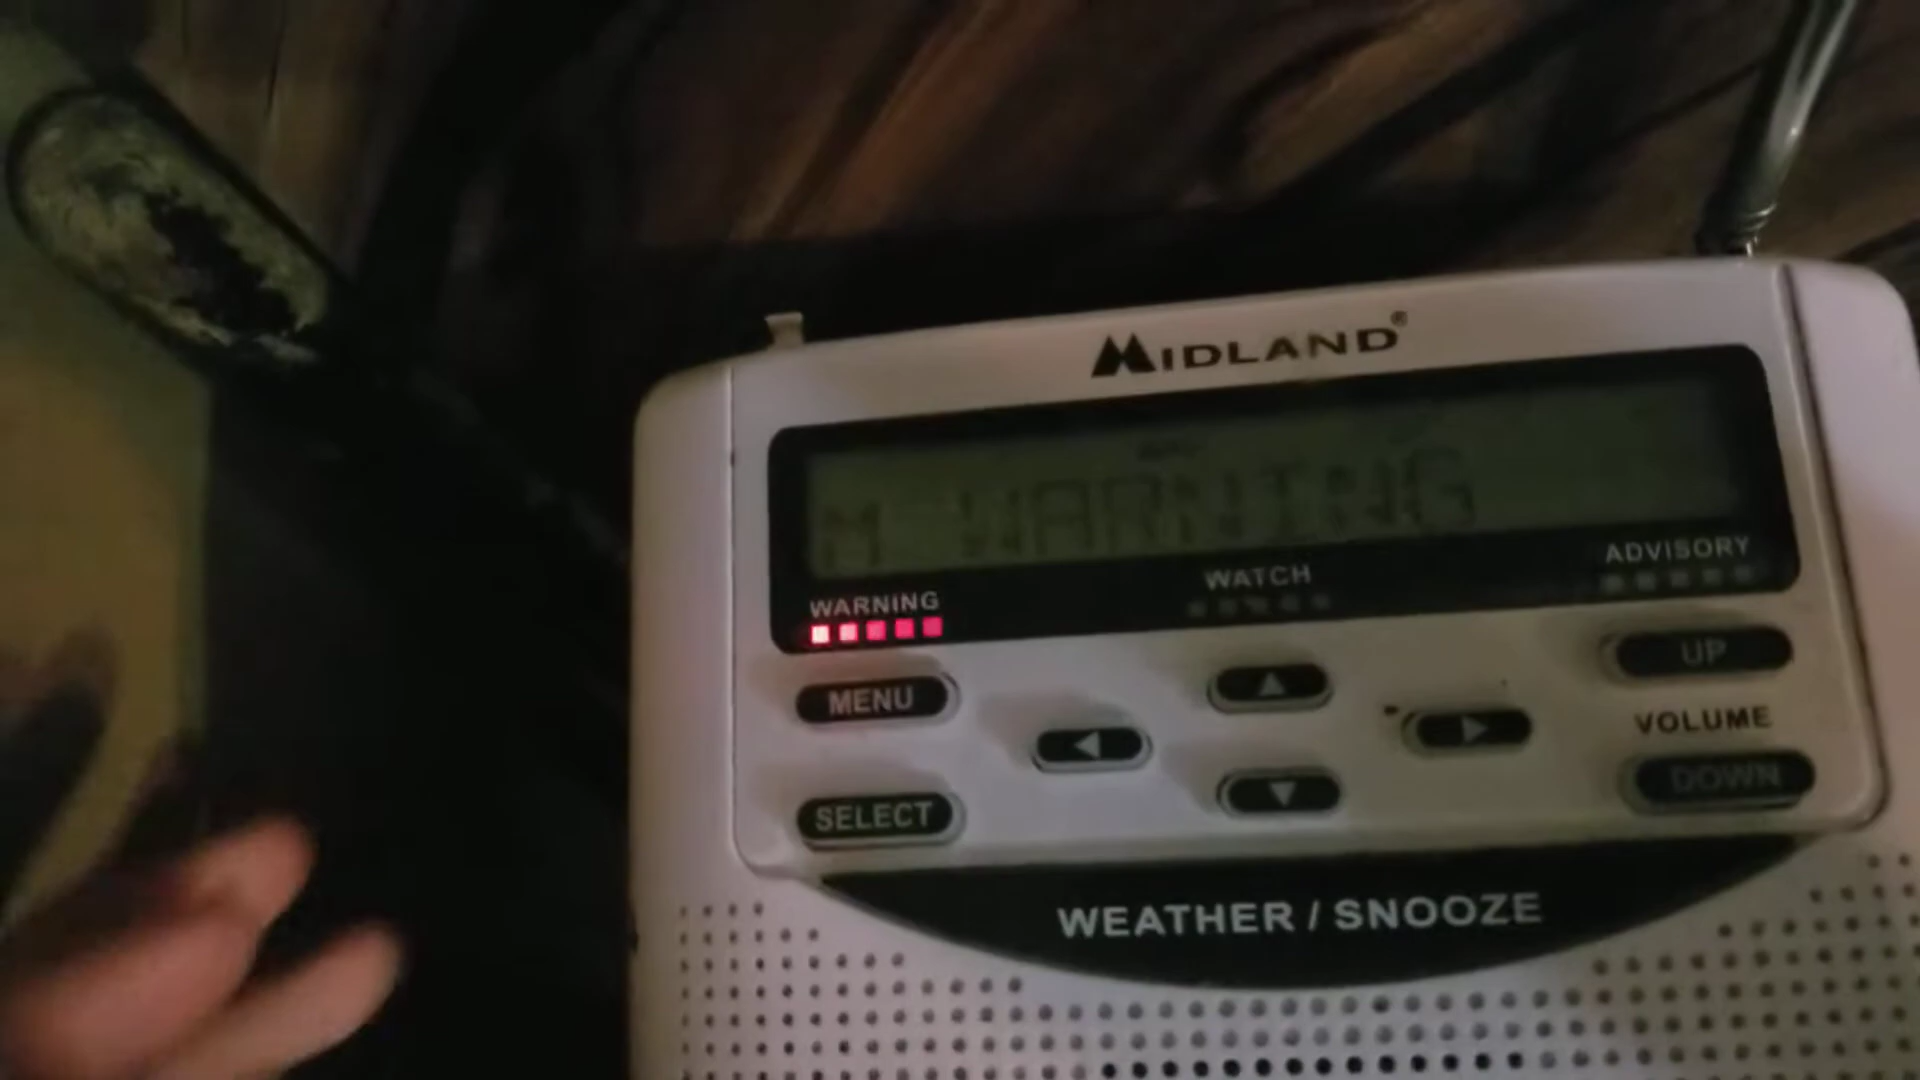 MIDLAND®
M WARNING
WARNING
WATCH
ADVISORY
MENU
UP
VOLUME
SELECT
DOWN
WEATHER / SNOOZE